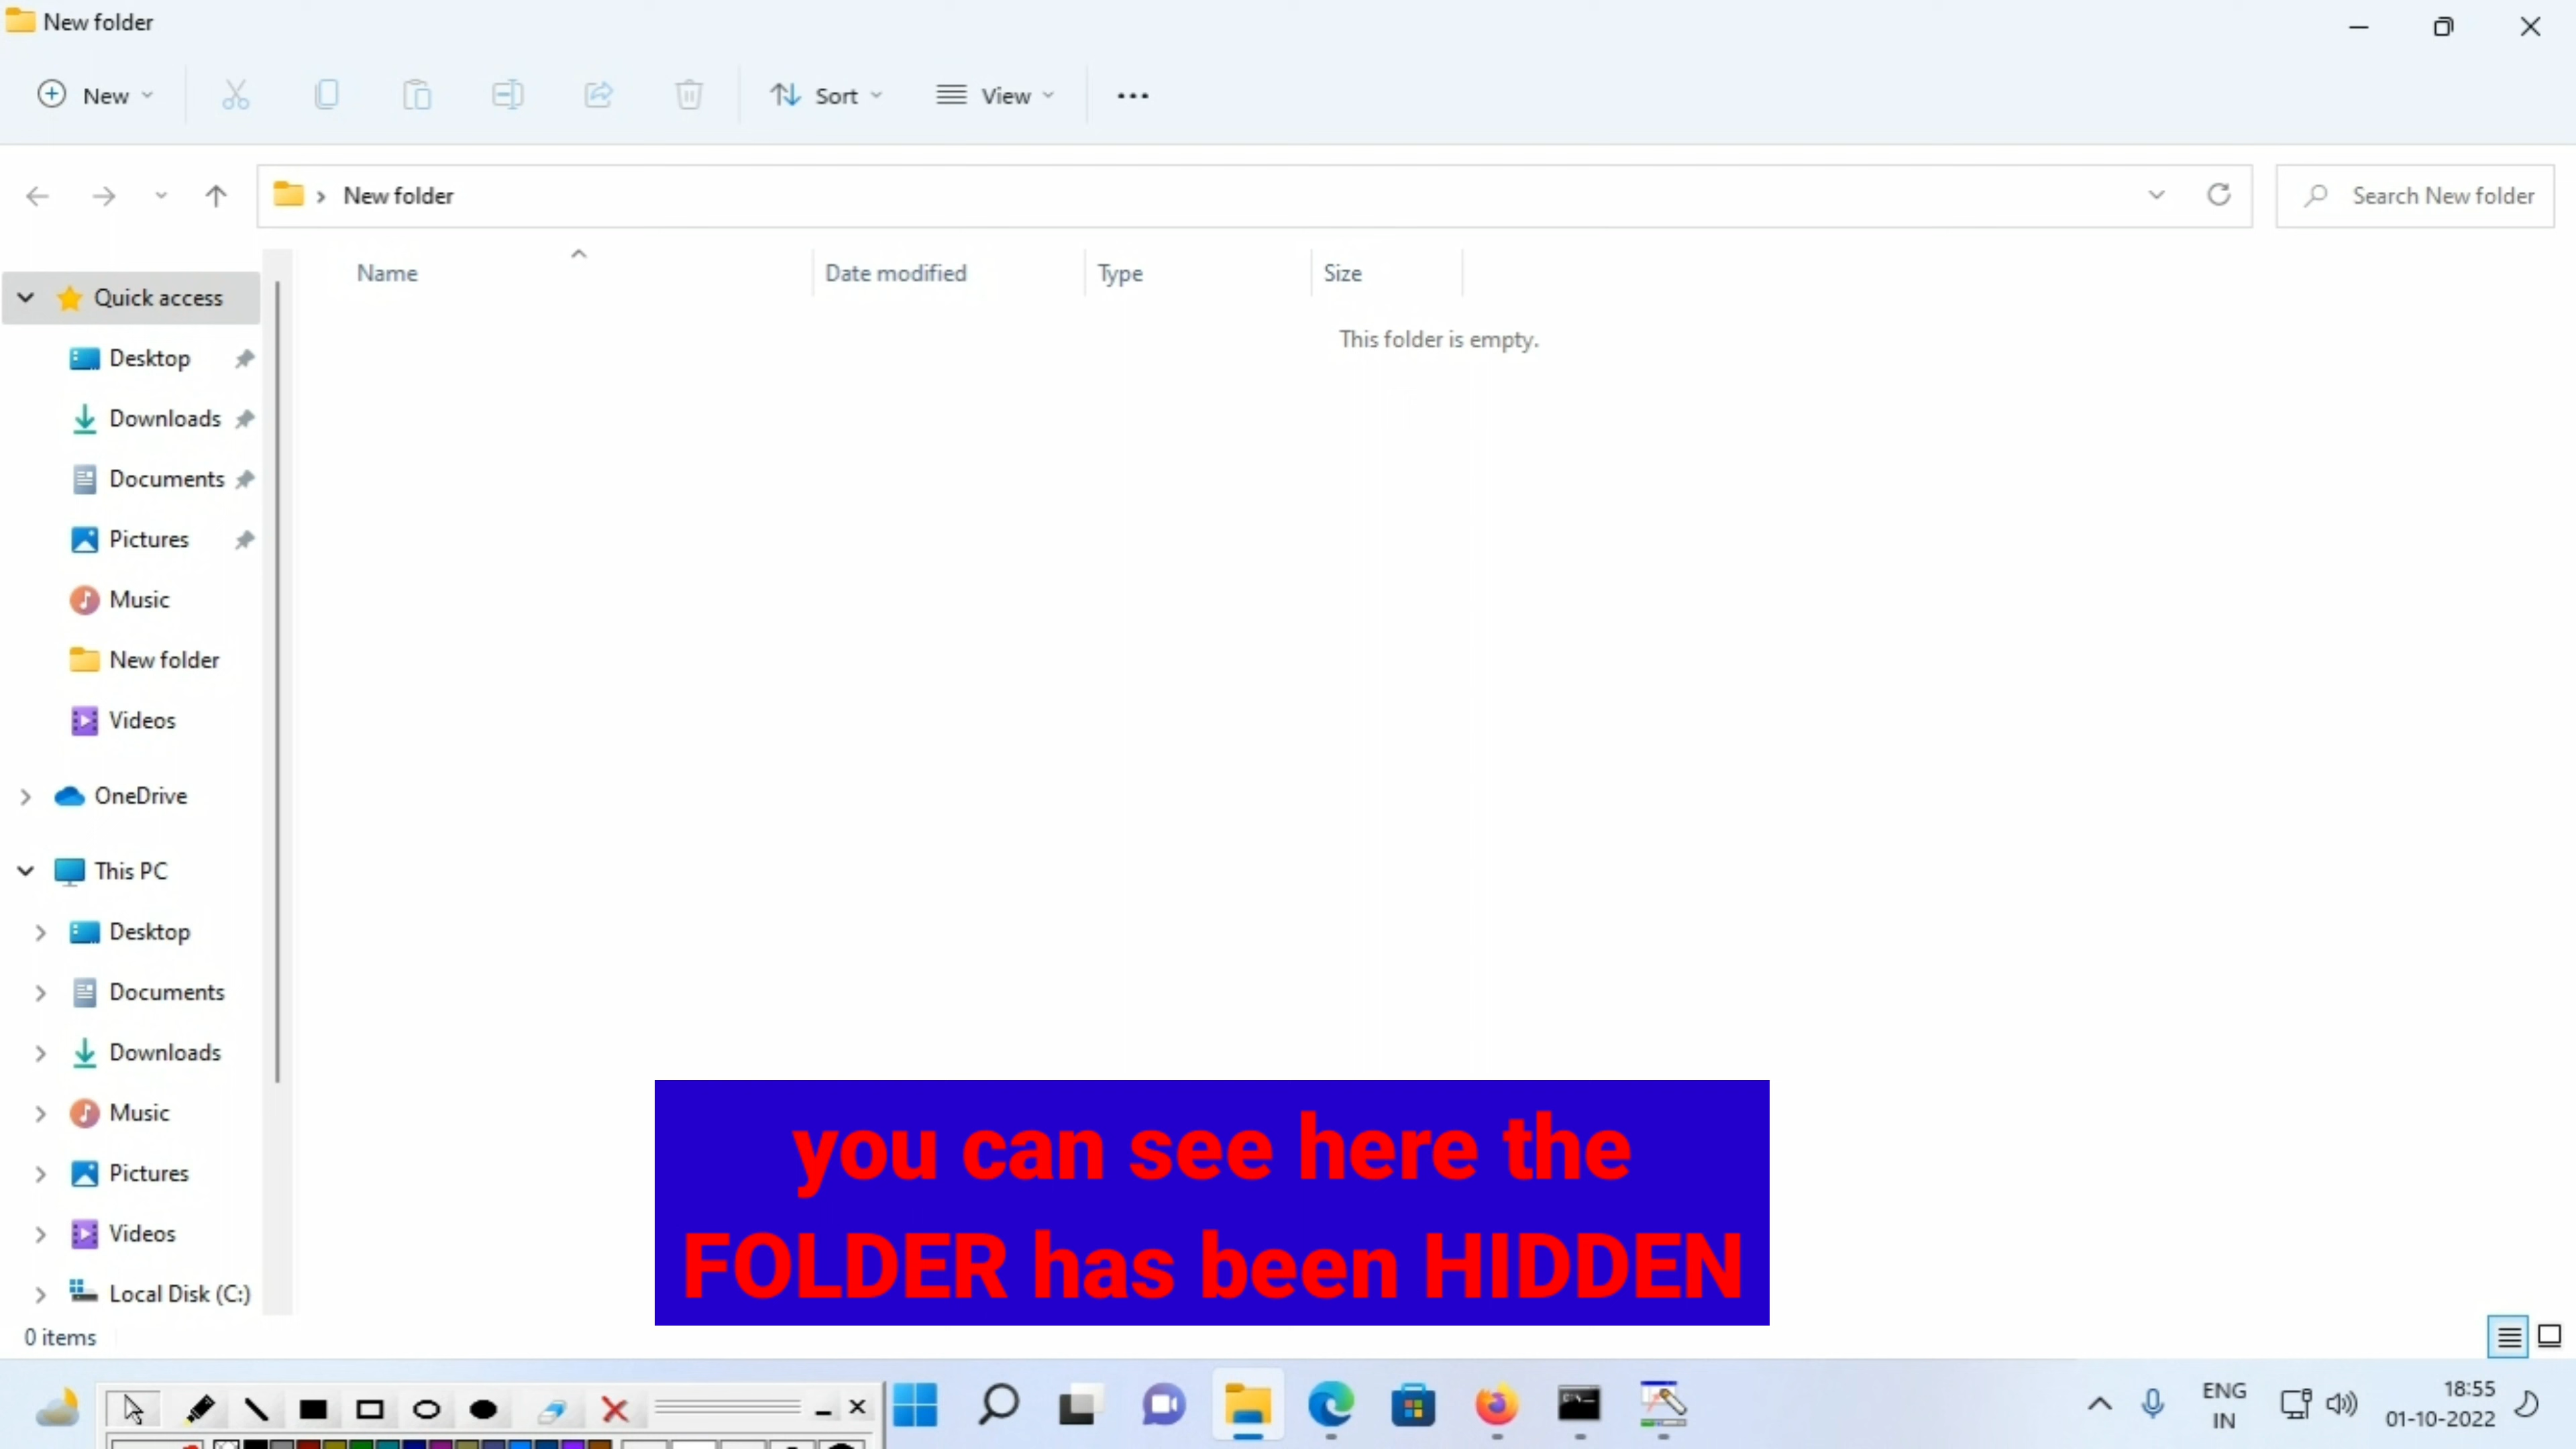 New folder
New
Sort
View
New folder
Search New folder
Name
Date modified
Type
Size
This folder is empty.
Quick access
Desktop
Downloads
Documents
Pictures
Music
New folder
Videos
OneDrive
This PC
Desktop
Documents
Downloads
Music
Pictures
Videos
Local Disk (C:)
you can see here the
FOLDER has been HIDDEN
0 items
ENG
IN
18:55
01-10-2022